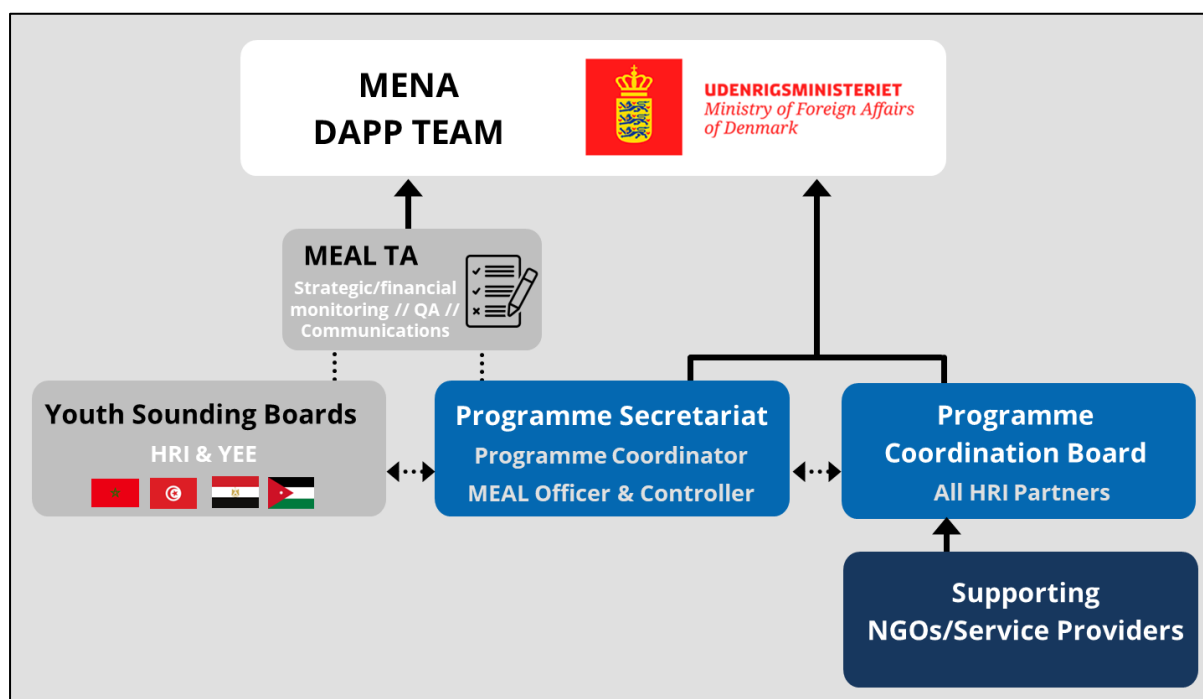 MENA
DAPP TEAM
UDENRIGSMINISTERIET
Ministry of Foreign Affairs
of Denmark
MEAL TA
Strategic/financial
monitoring // QA //
Communications
Youth Sounding Boards
HRI & YEE
Programme Secretariat
Programme Coordinator
MEAL Officer & Controller
Programme
Coordination Board
All HRI Partners
Supporting
NGOs/Service Providers